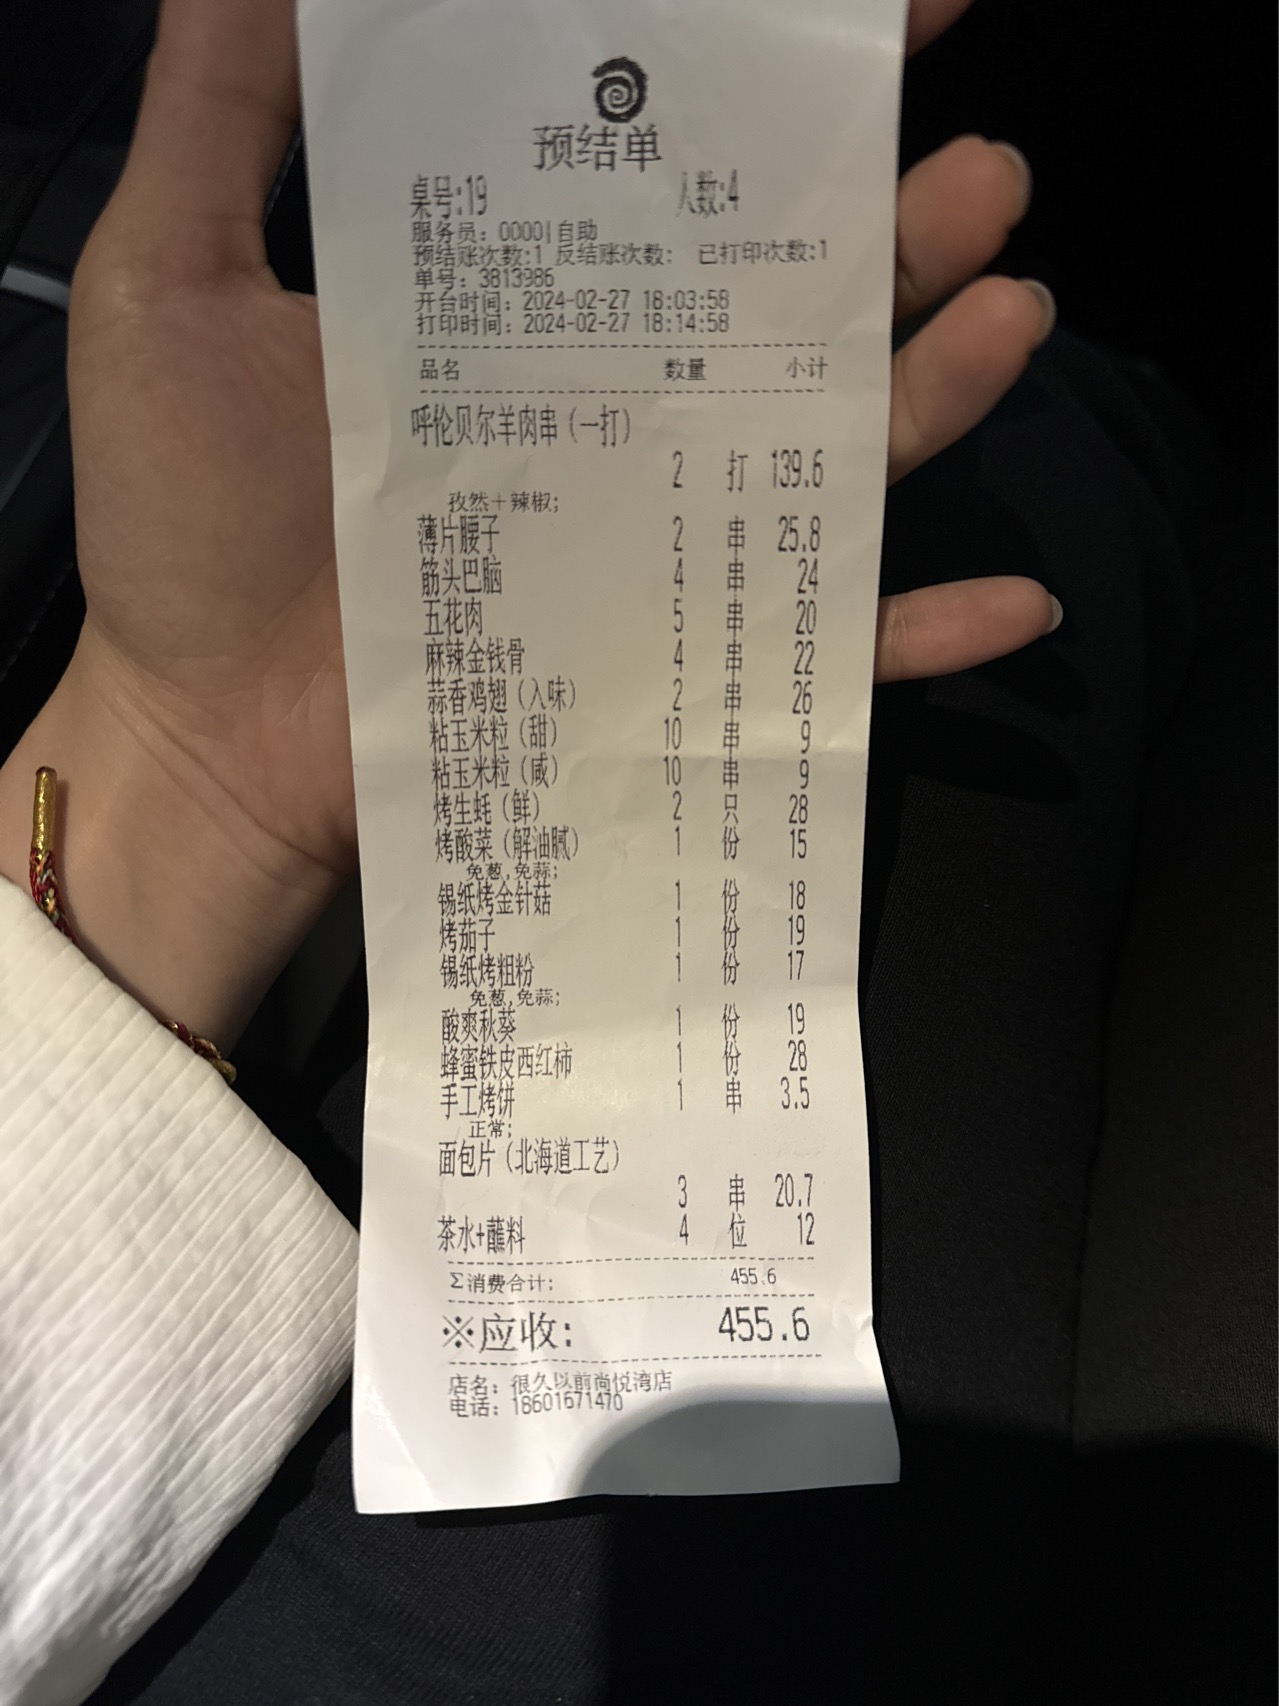 预结单
桌号:19 人数:4
服务员: 0000| 自助
预结账次数:1 反结账次数: 已打印次数:1
单号: 3813986
开台时间: 2024-02-27 18:03:58
打印时间: 2024-02-27 18:14:58
品名 数量 小计
呼伦贝尔羊肉串(一打)
2 打 139.6
孜然+辣椒;
薄片腰子 2 串 25.8
筋头巴脑 4 串 24
五花肉 5 串 20
麻辣金钱骨 4 串 22
蒜香鸡翅(入味) 2 串 26
粘玉米粒(甜) 10 串 9
粘玉米粒(咸) 10 串 9
烤生蚝(鲜) 2 只 28
烤酸菜(解油腻) 1 份 15
免葱,免蒜;
锡纸烤金针菇 1 份 18
烤茄子 1 份 19
锡纸烤粗粉 1 份 17
免葱,免蒜;
酸爽秋葵 1 份 19
蜂蜜铁皮西红柿 1 份 28
手工烤饼 1 串 3.5
正常;
面包片(北海道工艺)
3 串 20.7
茶水+蘸料 4 位 12
Σ消费合计: 455.6
※应收: 455.6
店名: 很久以前尚悦湾店
电话: 18601671470